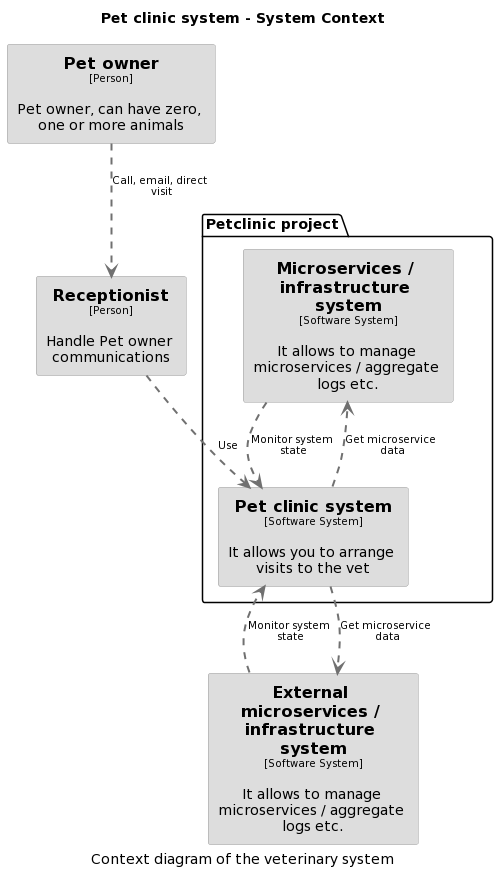 Pet clinic system - System Context
Pet owner
[Person]
Pet owner, can have zero,
one or more animals
Call, email, direct
visit
Petclinic project
Microservices /
infrastructure
system
[Software System]
It allows to manage
microservices / aggregate
logs etc.
Receptionist
[Person]
Handle Pet owner
communications
Use
Monitor system
state
Get microservice
data
Pet clinic system
[Software System]
It allows you to arrange
visits to the vet
Monitor system
state
Get microservice
data
External
microservices /
infrastructure
system
[Software System]
It allows to manage
microservices / aggregate
logs etc.
Context diagram of the veterinary system